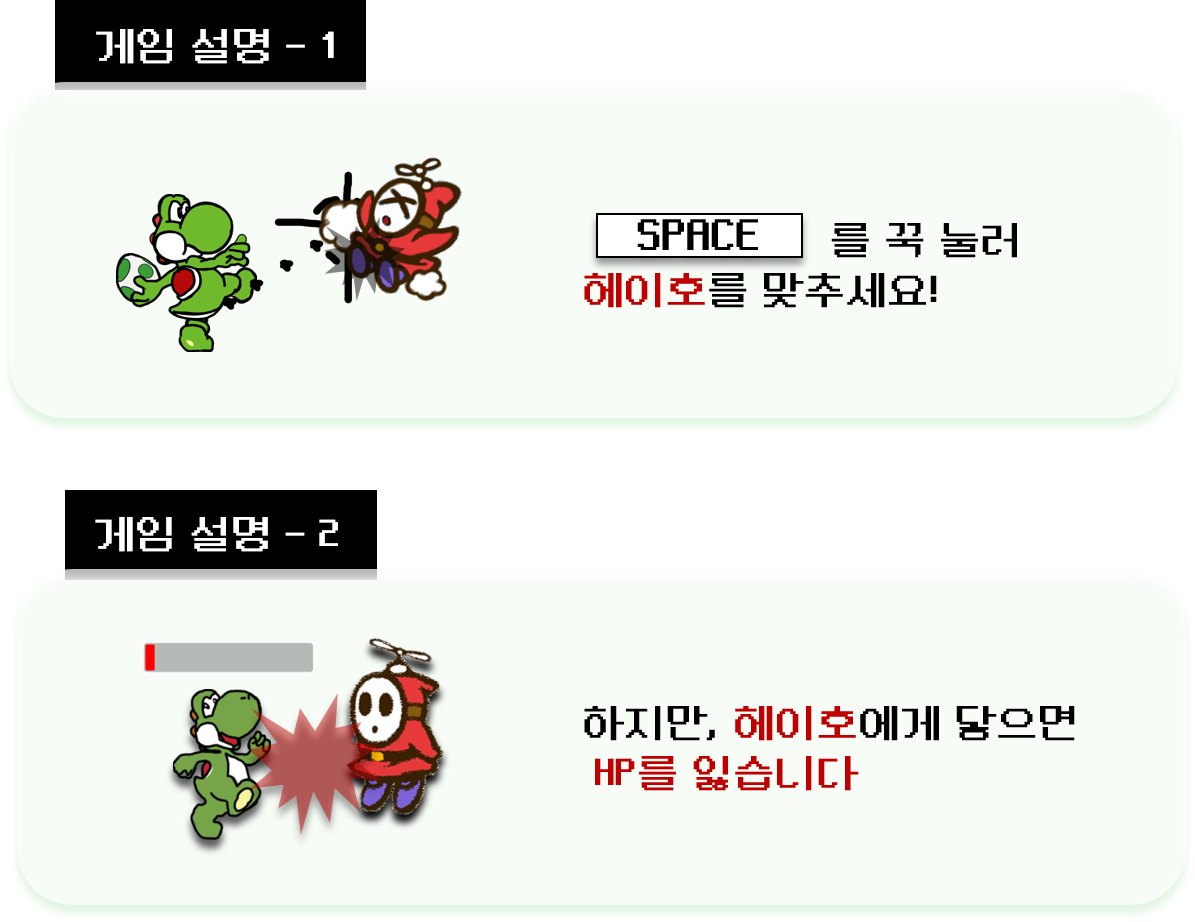 게임 설명 - 1
SPACE 를 꾹 눌러
헤이호를 맞추세요!
게임 설명 - 2
하지만, 헤이호에게 닿으면
HP를 잃습니다